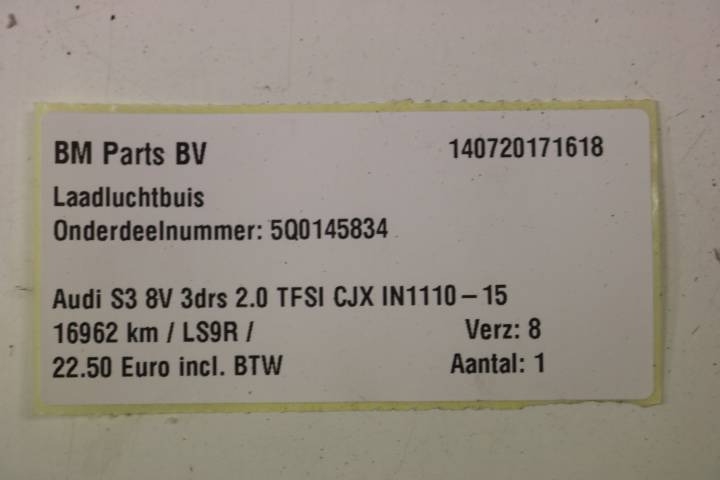 BM Parts BV 140720171618
Laadluchtbuis
Onderdeelnummer: 5Q0145834
Audi S3 8V 3drs 2.0 TFSI CJX IN1110 – 15
16962 km / LS9R / Verz: 8
22.50 Euro incl. BTW Aantal: 1